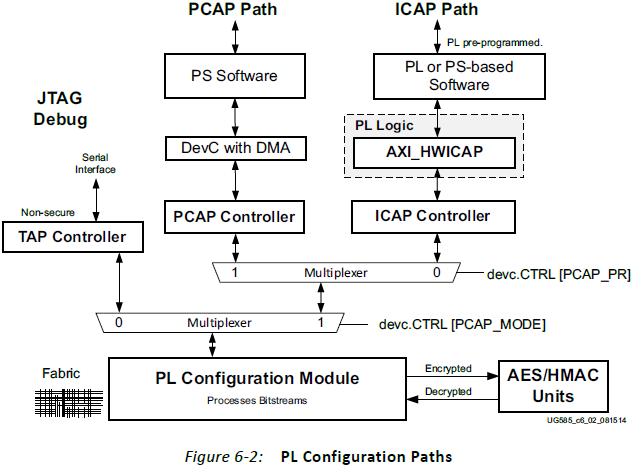 PCAP Path
ICAP Path
PL pre-programmed.
PS Software
PL or PS-based
Software
JTAG
Debug
PL Logic
DevC with DMA
AXI_HWICAP
Serial
Interface
Non-secure
TAP Controller
PCAP Controller
ICAP Controller
1 Multiplexer 0
devc.CTRL [PCAP_PR]
0 Multiplexer 1
devc.CTRL [PCAP_MODE]
Fabric
PL Configuration Module
Processes Bitstreams
Encrypted
Decrypted
AES/HMAC
Units
UG585_c6_02_081514
Figure 6-2: PL Configuration Paths